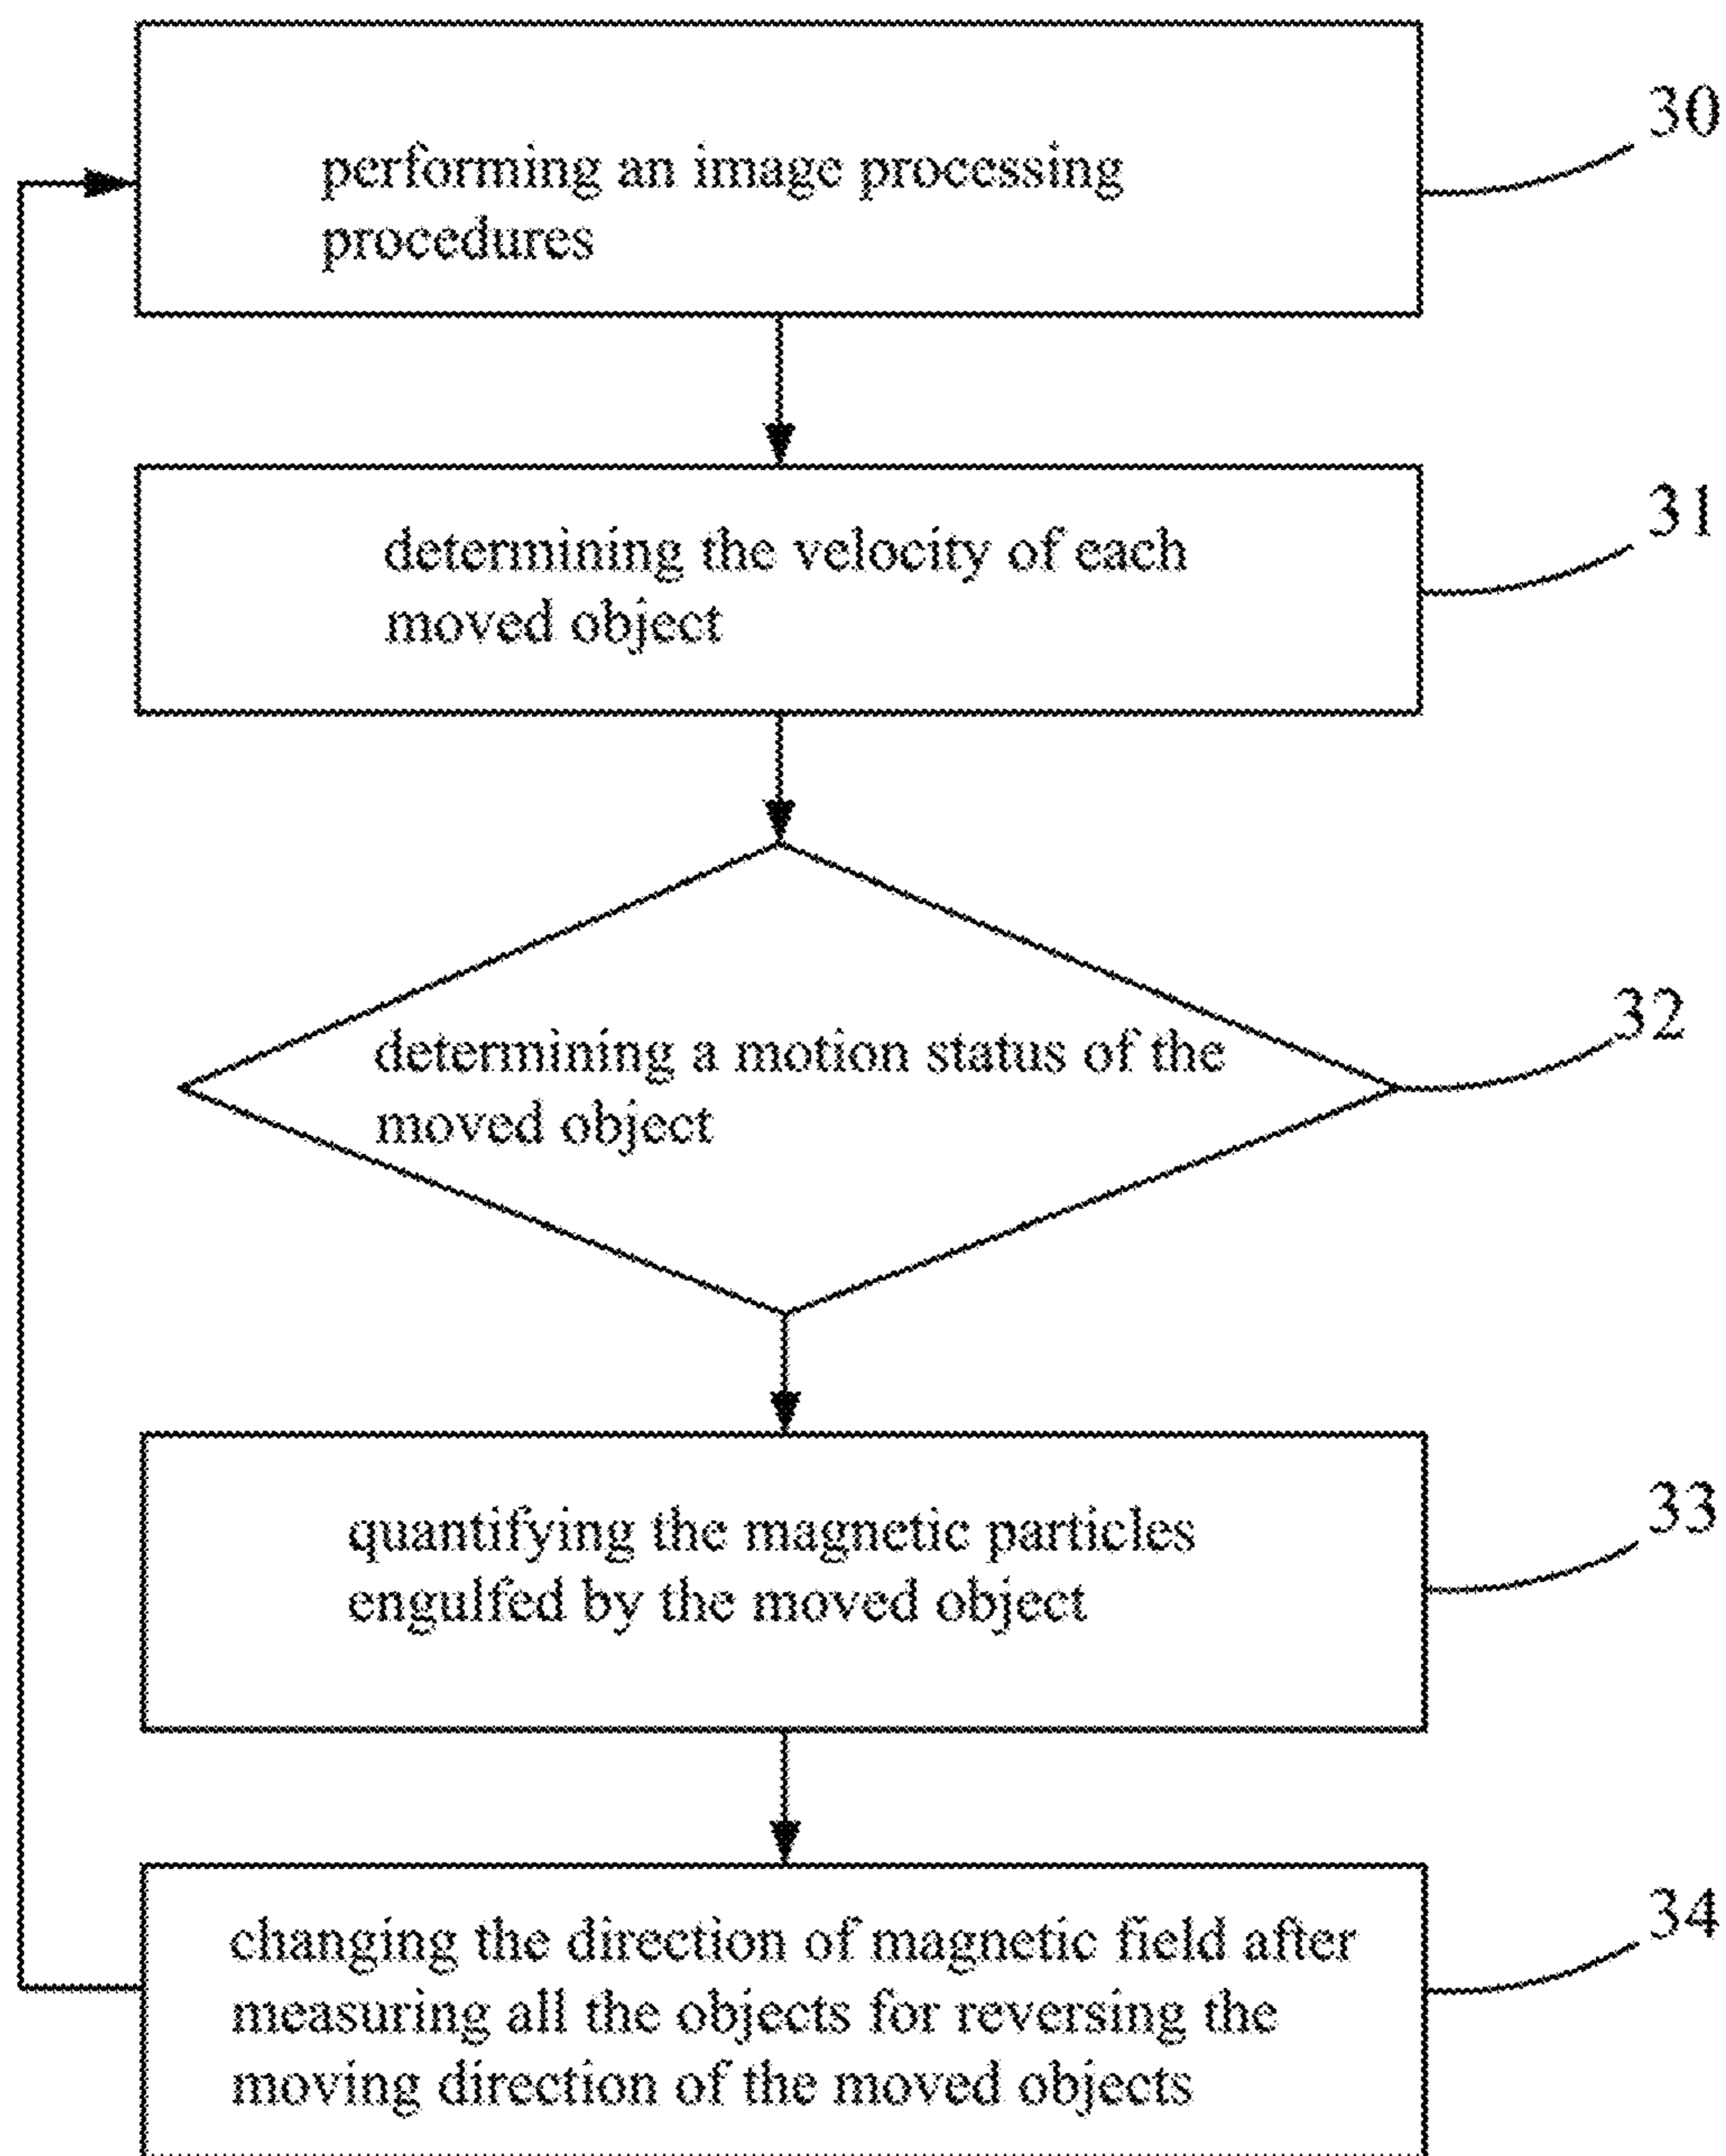 30
performing an image processing
procedures
31
determining the velocity of each
moved object
32
determining a motion status of the
moved object
33
quantifying the magnetic particles
engulfed by the moved object
34
changing the direction of magnetic field after
measuring all the objects for reversing the
moving direction of the moved objects